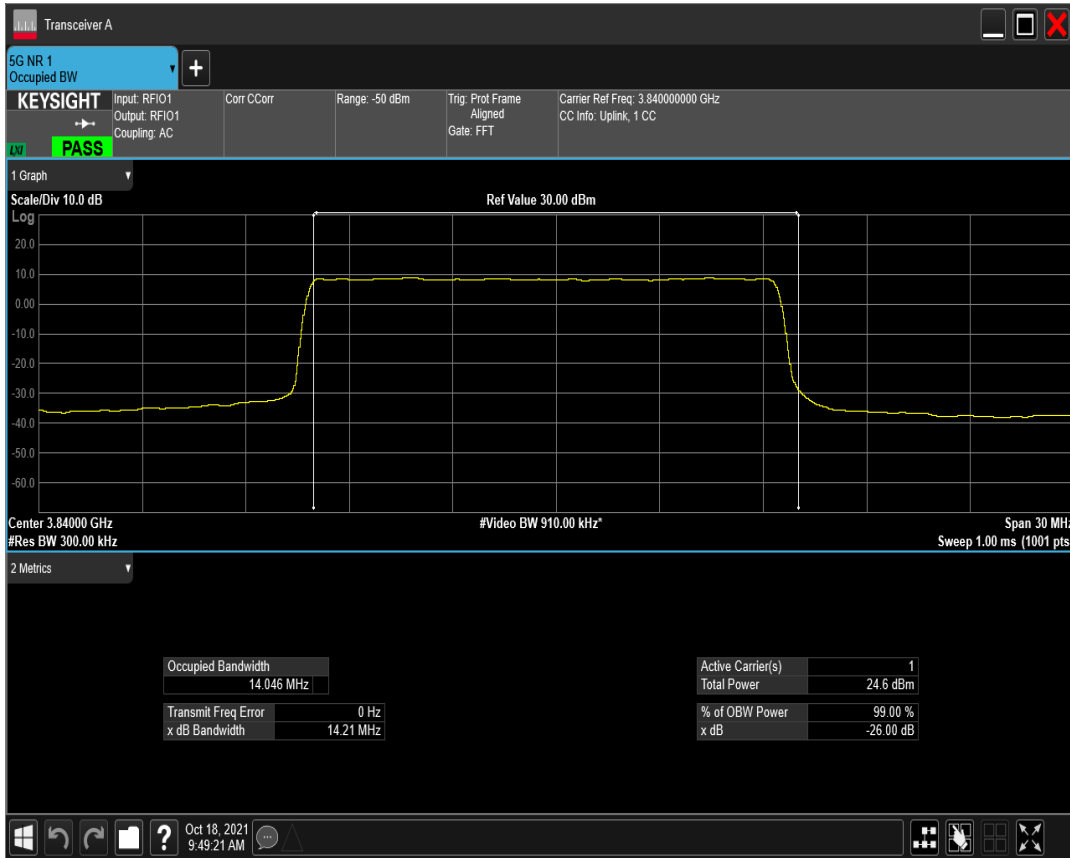 Transceiver A
5G NR 1
Occupied BW
KEYSIGHT
LXI
PASS
Input: RFIO1
Output: RFIO1
Coupling: AC
Corr CCorr
Range: -50 dBm
Trig: Prot Frame
Aligned
Gate: FFT
Carrier Ref Freq: 3.840000000 GHz
CC Info: Uplink, 1 CC
1 Graph
Scale/Div 10.0 dB
Ref Value 30.00 dBm
Log
20.0
10.0
0.00
-10.0
-20.0
-30.0
-40.0
-50.0
-60.0
Center 3.84000 GHz
#Video BW 910.00 kHz*
Span 30 MHz
#Res BW 300.00 kHz
Sweep 1.00 ms (1001 pts
2 Metrics
Occupied Bandwidth
14.046 MHz
Transmit Freq Error 0 Hz
x dB Bandwidth 14.21 MHz
Active Carrier(s) 1
Total Power 24.6 dBm
% of OBW Power 99.00 %
x dB -26.00 dB
?
Oct 18, 2021
9:49:21 AM